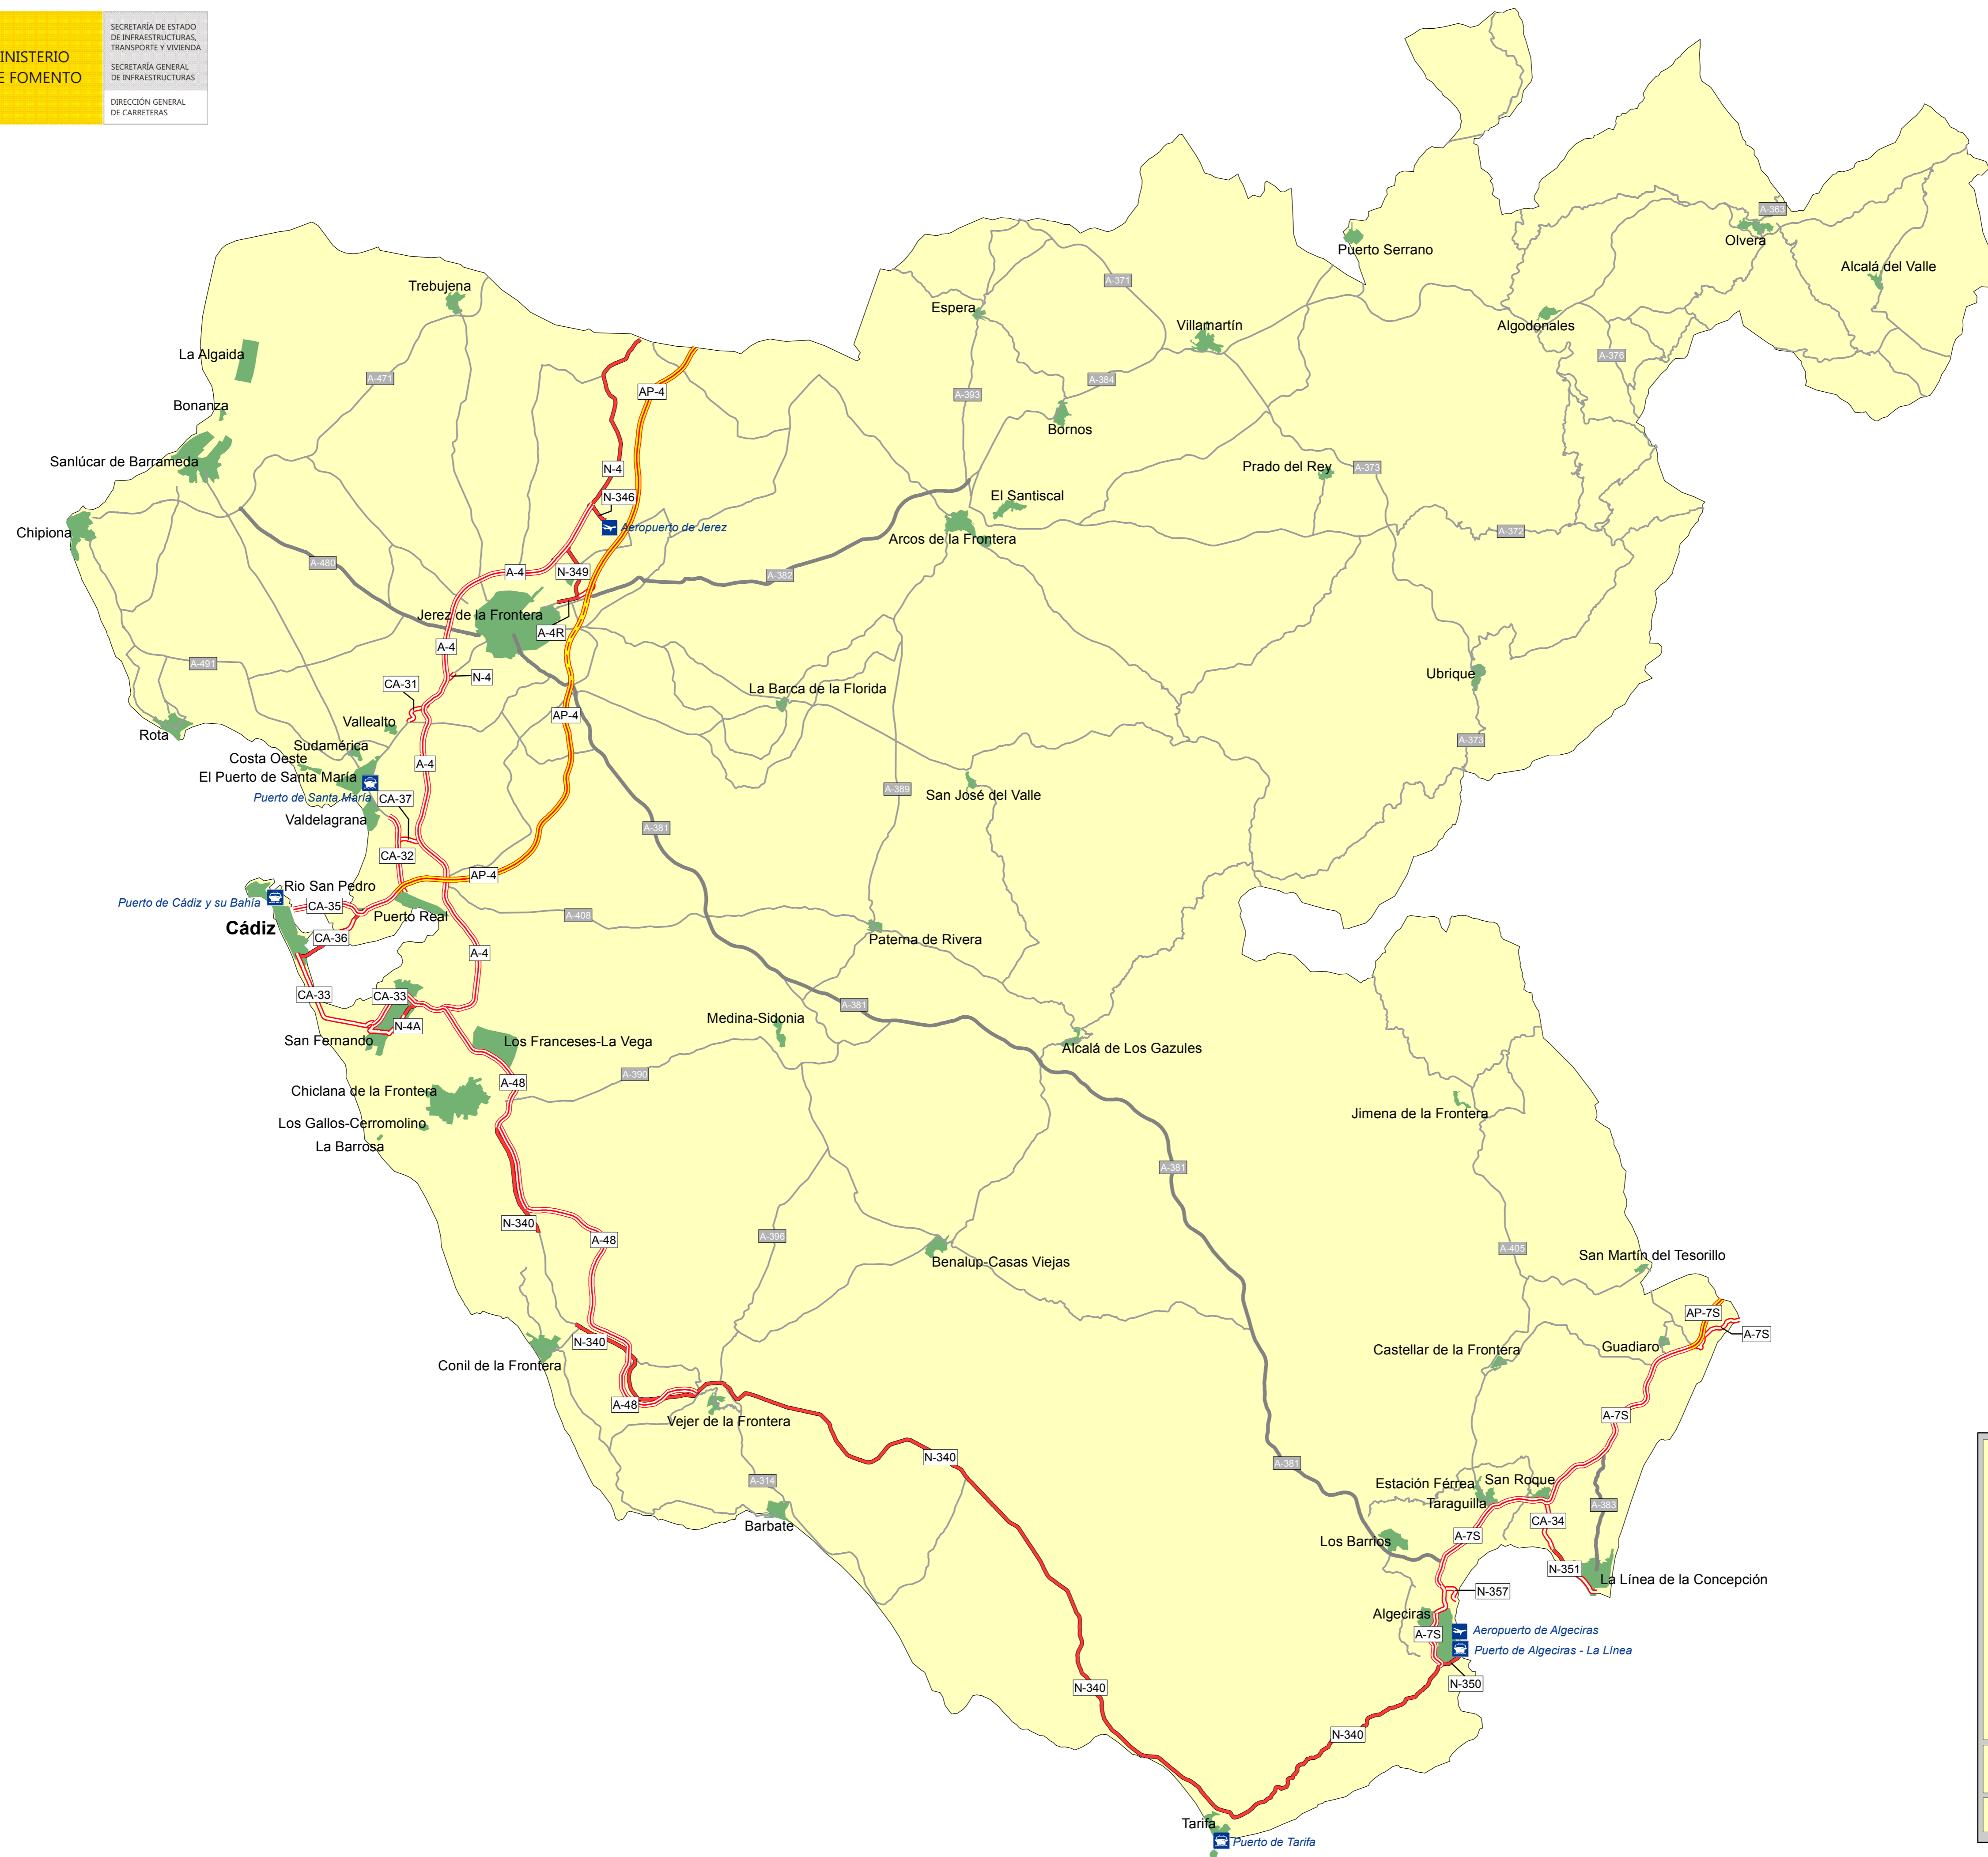 INISTERIO
E FOMENTO
SECRETARÍA DE ESTADO
DE INFRAESTRUCTURAS,
TRANSPORTE Y VIVIENDA
SECRETARÍA GENERAL
DE INFRAESTRUCTURAS
DIRECCIÓN GENERAL
DE CARRETERAS
A-363
Olvera
Puerto Serrano
Alcalá del Valle
Trebujena
A-371
Espera
Villamartín
Algodonales
La Algaida
A-376
A-471
AP-4
A-393
A-384
Bonanza
Bornos
Sanlúcar de Barrameda
N-4
Prado del Rey
A-373
N-346
El Santiscal
Aeropuerto de Jerez
Chipiona
A-372
Arcos de la Frontera
A-480
A-4
N-349
A-382
Jerez de la Frontera
A-4R
A-4
A-491
N-4
Ubrique
CA-31
La Barca de la Florida
AP-4
Vallealto
Rota
Sudamérica
A-373
Costa Oeste
A-4
El Puerto de Santa María
A-389
San José del Valle
Puerto de Santa María
CA-37
Valdelagrana
A-381
CA-32
AP-4
Rio San Pedro
Puerto de Cádiz y su Bahía
CA-35
Puerto Real
A-408
Cádiz
CA-36
Paterna de Rivera
A-4
CA-33
CA-33
A-381
Medina-Sidonia
N-4A
San Fernando
Los Franceses-La Vega
Alcalá de Los Gazules
A-390
A-48
Chiclana de la Frontera
Jimena de la Frontera
Los Gallos-Cerromolino
La Barrosa
A-381
N-340
A-48
A-396
A-405
San Martín del Tesorillo
Benalup-Casas Viejas
AP-7S
A-7S
N-340
Guadiaro
Castellar de la Frontera
Conil de la Frontera
A-48
A-7S
Vejer de la Frontera
N-340
A-381
A-314
Estación Férrea
San Roque
Taraguilla
A-383
Barbate
CA-34
A-7S
Los Barrios
N-351
La Línea de la Concepción
N-357
Algeciras
A-7S
Aeropuerto de Algeciras
Puerto de Algeciras - La Línea
N-350
N-340
N-340
Tarifa
Puerto de Tarifa